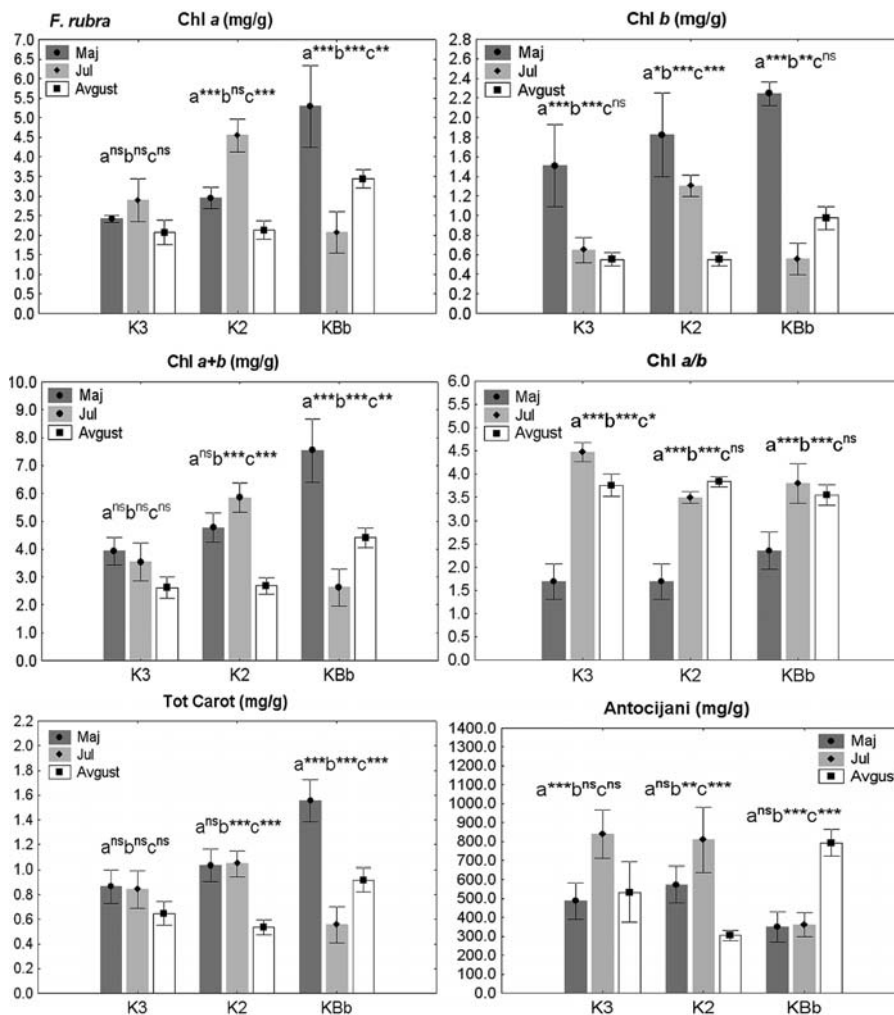 F. rubra
Chl a (mg/g)
7.0
6.5
6.0
5.5
5.0
4.5
4.0
3.5
3.0
2.5
2.0
1.5
1.0
0.5
0.0
Maj
Jul
Avgust
aⁿˢbⁿˢcⁿˢ
a***bⁿˢc***
a***b***c**
K3 K2 KBb
Chl b (mg/g)
2.8
2.6
2.4
2.2
2.0
1.8
1.6
1.4
1.2
1.0
0.8
0.6
0.4
0.2
0.0
Maj
Jul
Avgust
a***b***cⁿˢ
a*b***c***
a***b**cⁿˢ
K3 K2 KBb
Chl a+b (mg/g)
10.0
9.0
8.0
7.0
6.0
5.0
4.0
3.0
2.0
1.0
0.0
Maj
Jul
Avgust
aⁿˢbⁿˢcⁿˢ
aⁿˢb***c***
a***b***c**
K3 K2 KBb
Chl a/b
6.0
5.5
5.0
4.5
4.0
3.5
3.0
2.5
2.0
1.5
1.0
0.5
0.0
Maj
Jul
Avgust
a***b***c*
a***b***cⁿˢ
a***b***cⁿˢ
K3 K2 KBb
Tot Carot (mg/g)
2.2
2.0
1.8
1.6
1.4
1.2
1.0
0.8
0.6
0.4
0.2
0.0
Maj
Jul
Avgust
aⁿˢbⁿˢcⁿˢ
aⁿˢb***c***
a***b***c***
K3 K2 KBb
Antocijani (mg/g)
1400.0
1300.0
1200.0
1100.0
1000.0
900.0
800.0
700.0
600.0
500.0
400.0
300.0
200.0
100.0
0.0
Maj
Jul
Avgust
a***bⁿˢcⁿˢ
aⁿˢb**c***
aⁿˢb***c***
K3 K2 KBb